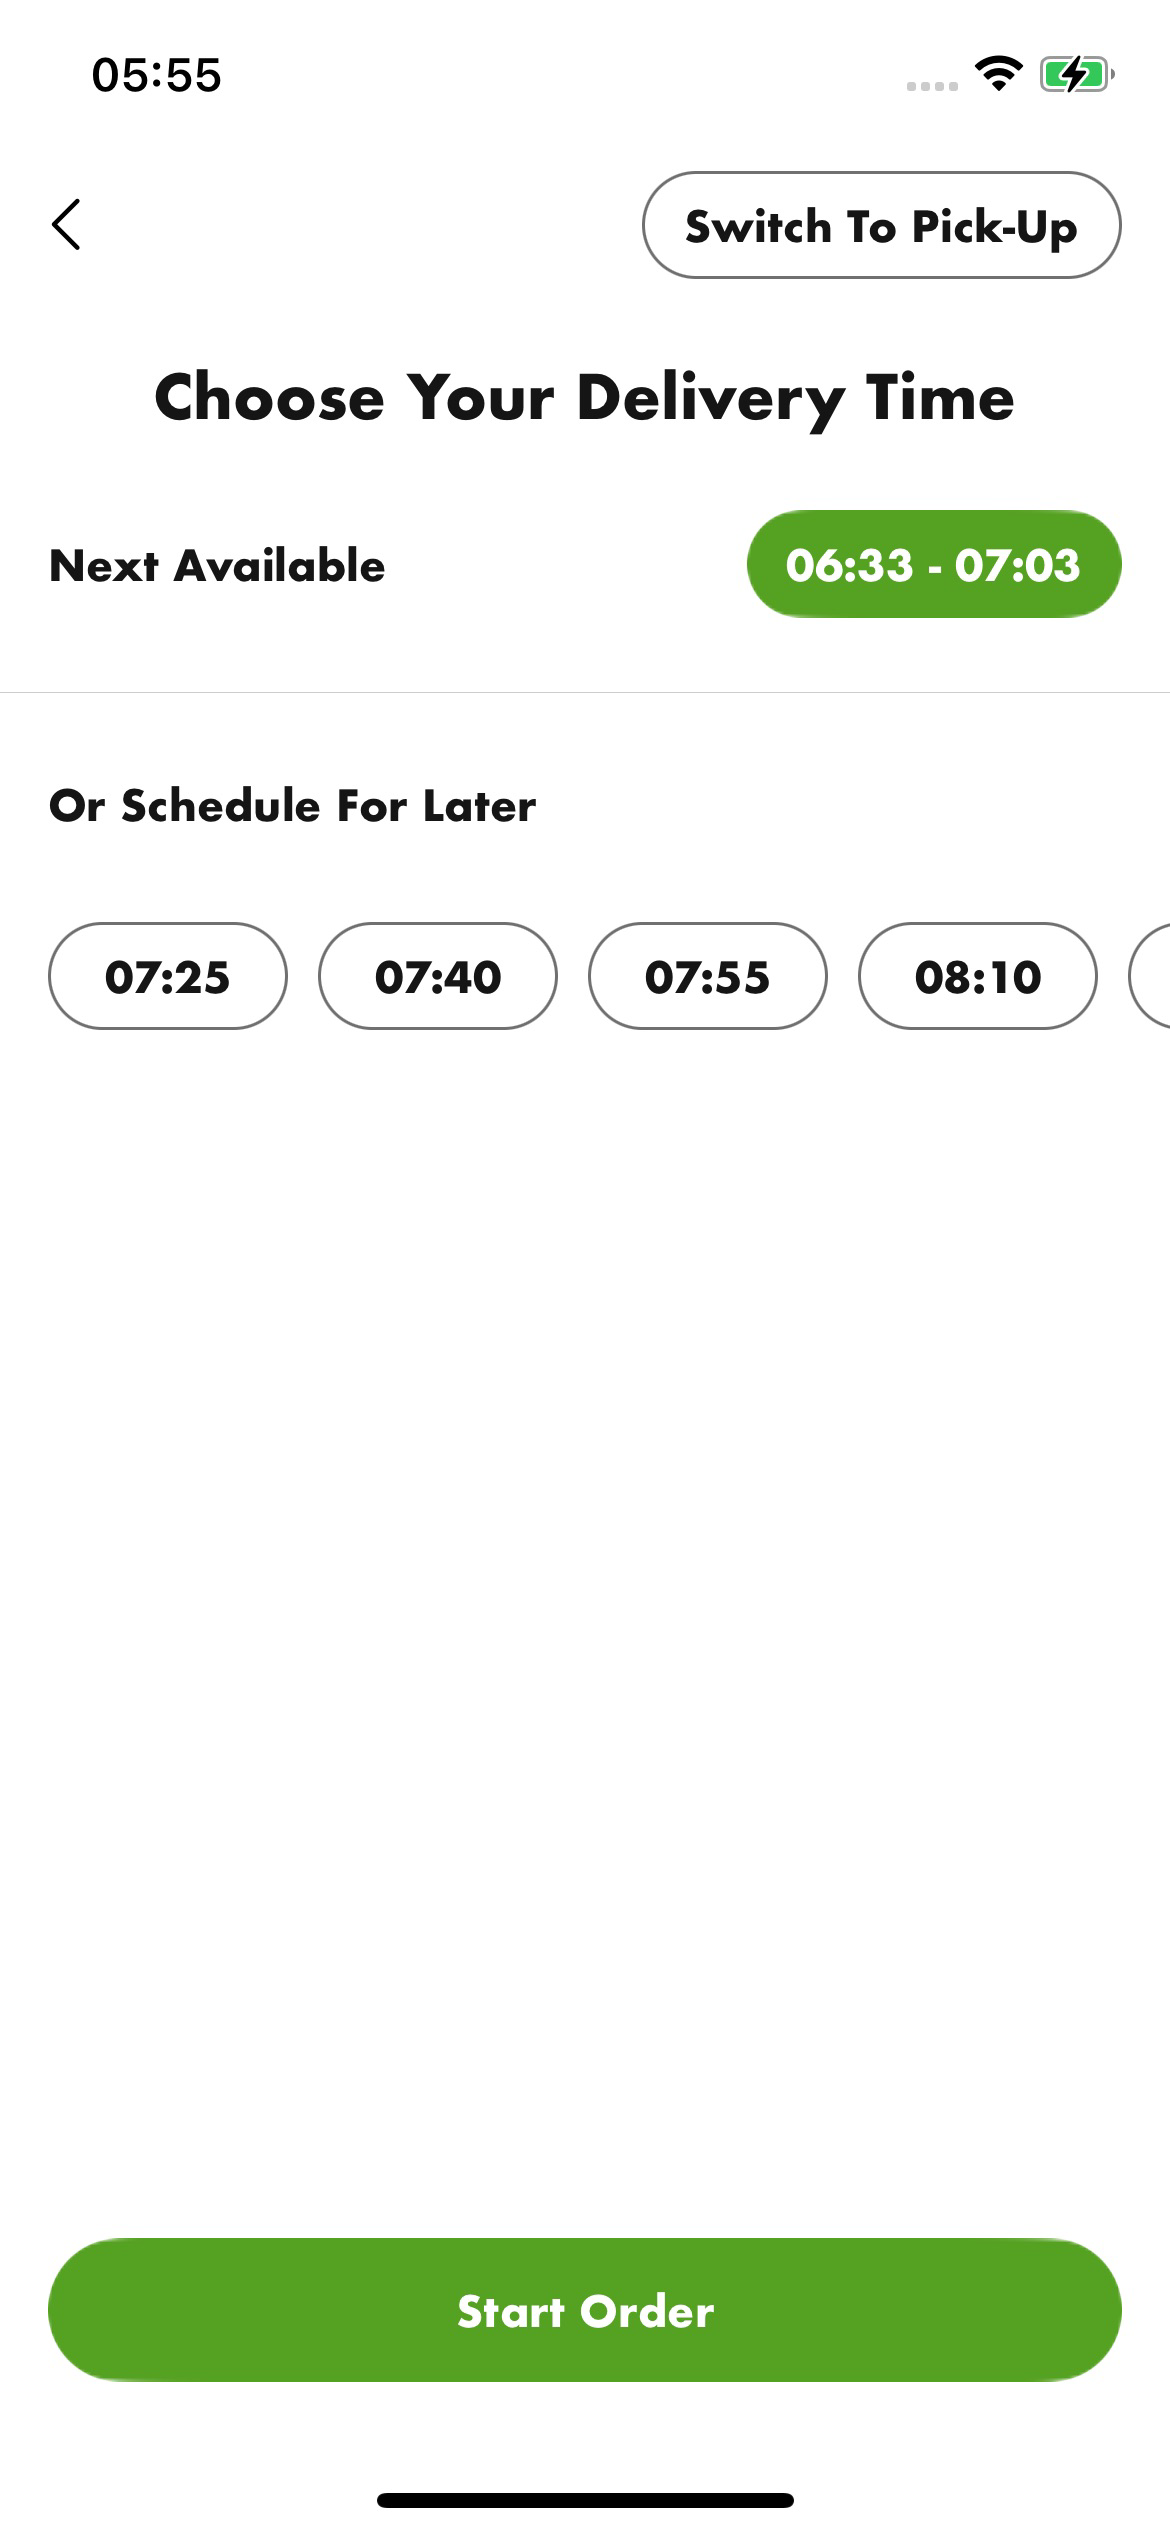 05:55
Switch To Pick-Up
Choose Your Delivery Time
Next Available
06:33 - 07:03
Or Schedule For Later
07:25
07:40
07:55
08:10
Start Order